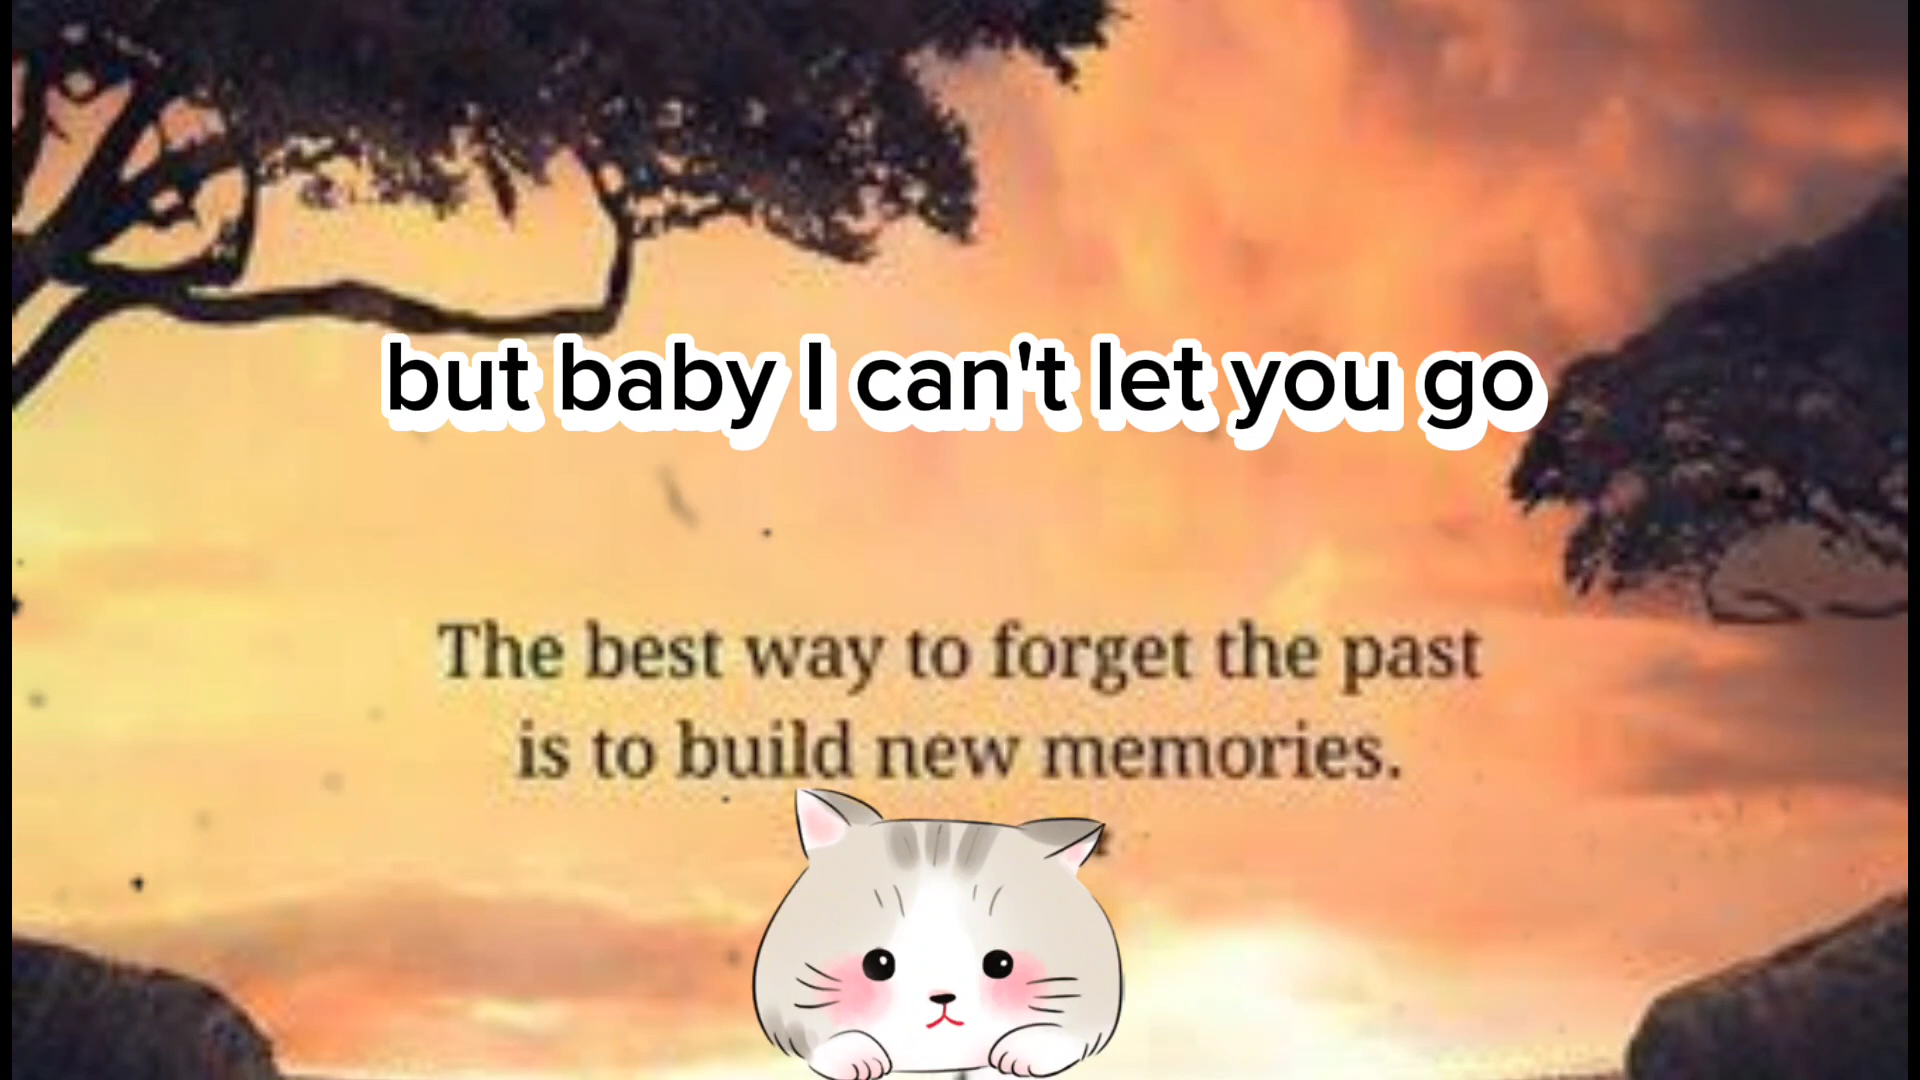 but baby I can't let you go
The best way to forget the past
is to build new memories.